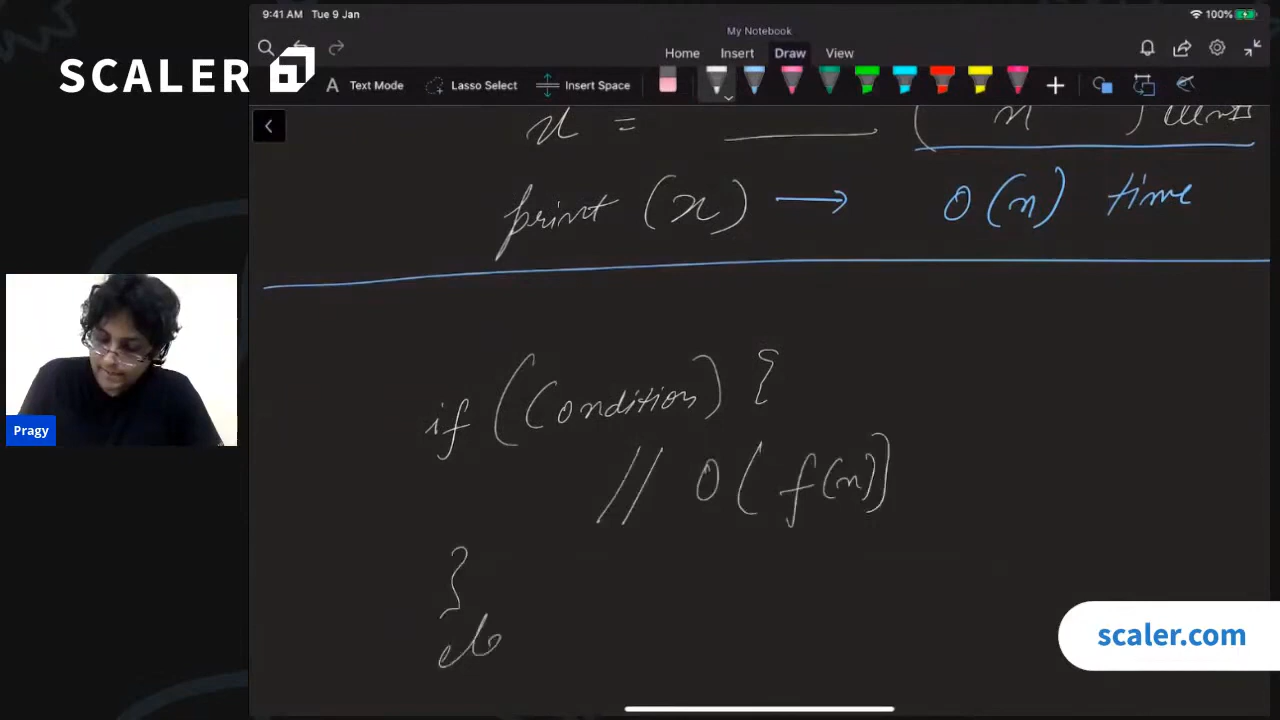 9:41 AM Tue 9 Jan
100%
My Notebook
SCALER
Home Insert Draw View
Text Mode Lasso Select Insert Space
x =
print (x) → O(n) time
if (Condition) {
// O( f(n))
Pragy
}
els
scaler.com